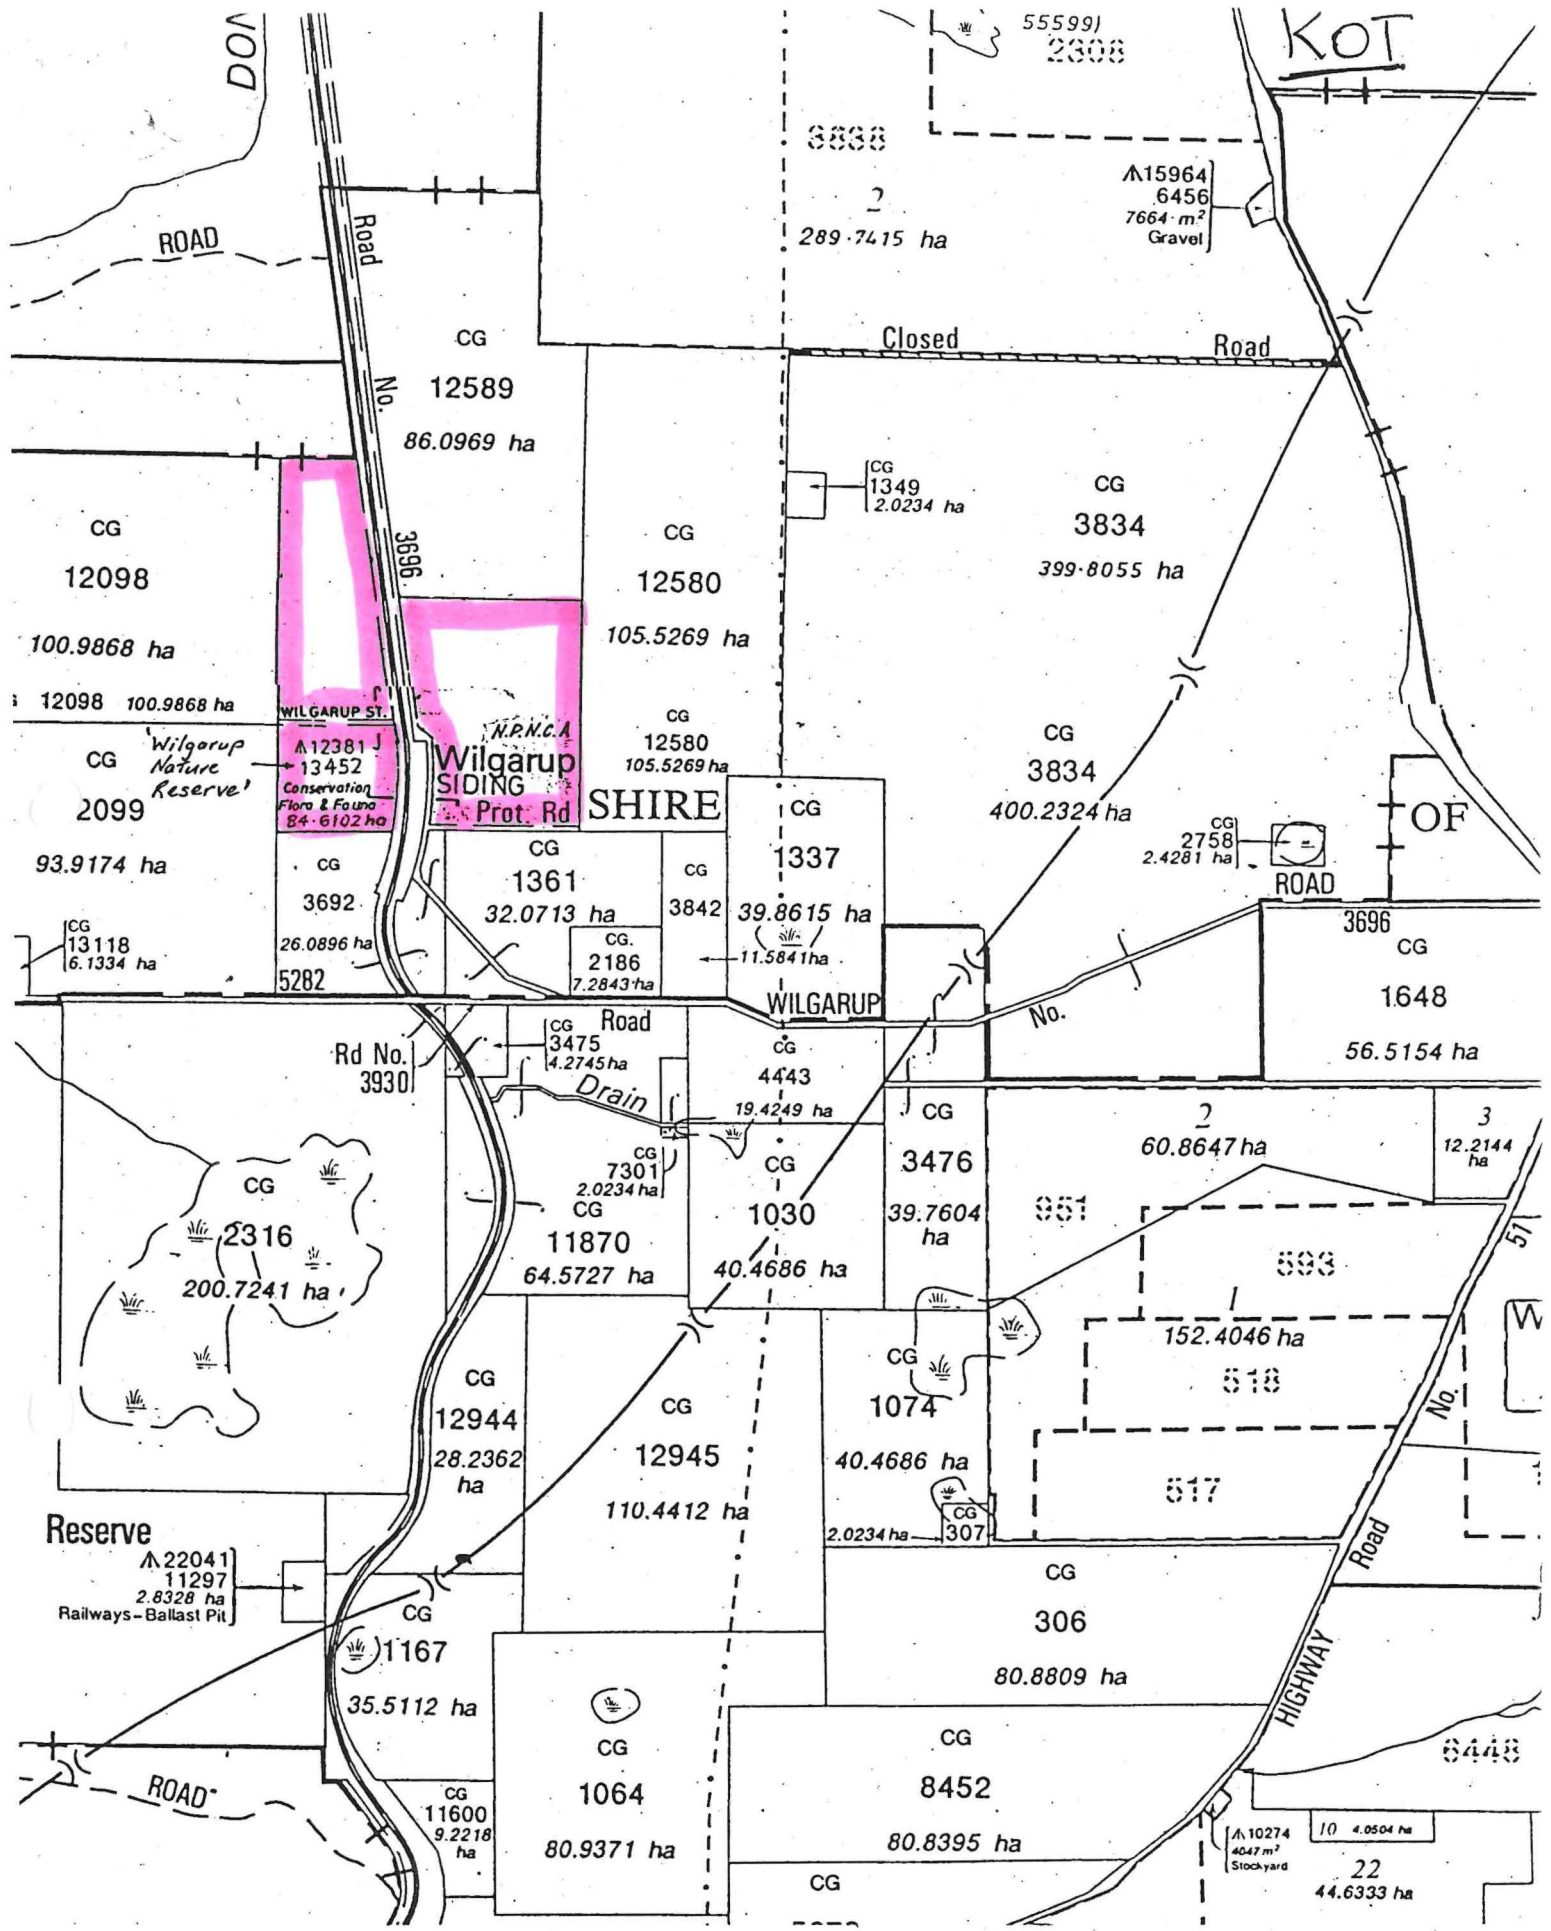 DON
55599)
2308
KOT
3838
2
289·7415 ha
⩚15964
6456
7664· m²
Gravel
ROAD
Road
No.
3696
Closed Road
CG
12589
86.0969 ha
CG
1349
2.0234 ha
CG
3834
399·8055 ha
CG
12098
100.9868 ha
12098 100.9868 ha
CG
12580
105.5269 ha
WILGARUP ST.
'Wilgarup
Nature
Reserve'
⩚12381
13452
Conservation
Flora & Fauna
84·6102 ha
N.P.N.C.A
Wilgarup
SIDING
Prot. Rd
CG
12580
105.5269 ha
SHIRE
OF
CG
3834
400.2324 ha
CG
2099
93.9174 ha
CG
2758
2.4281 ha
ROAD
3696
CG
3692
26.0896 ha
CG
1361
32.0713 ha
CG
3842
CG
1337
39.8615 ha
11.5841 ha
CG
13118
6.1334 ha
CG.
2186
7.2843 ha
5282
WILGARUP
No.
CG
1648
56.5154 ha
Road
Rd No.
3930
CG
3475
4.2745 ha
Drain
CG
4443
19.4249 ha
CG
7301
2.0234 ha
CG
3476
39.7604
ha
2
60.8647 ha
3
12.2144
ha
CG
2316
200.7241 ha
CG
11870
64.5727 ha
CG
1030
40.4686 ha
951
593
1
152.4046 ha
518
517
51
W
No.
Road
HIGHWAY
CG
12944
28.2362
ha
CG
12945
110.4412 ha
CG
1074
40.4686 ha
2.0234 ha
CG
307
Reserve
⩚22041
11297
2.8328 ha
Railways-Ballast Pit
CG
306
80.8809 ha
CG
1167
35.5112 ha
CG
1064
80.9371 ha
CG
8452
80.8395 ha
6448
ROAD
CG
11600
9.2218
ha
⩚10274
4047 m²
Stockyard
10 4.0504 ha
22
44.6333 ha
CG